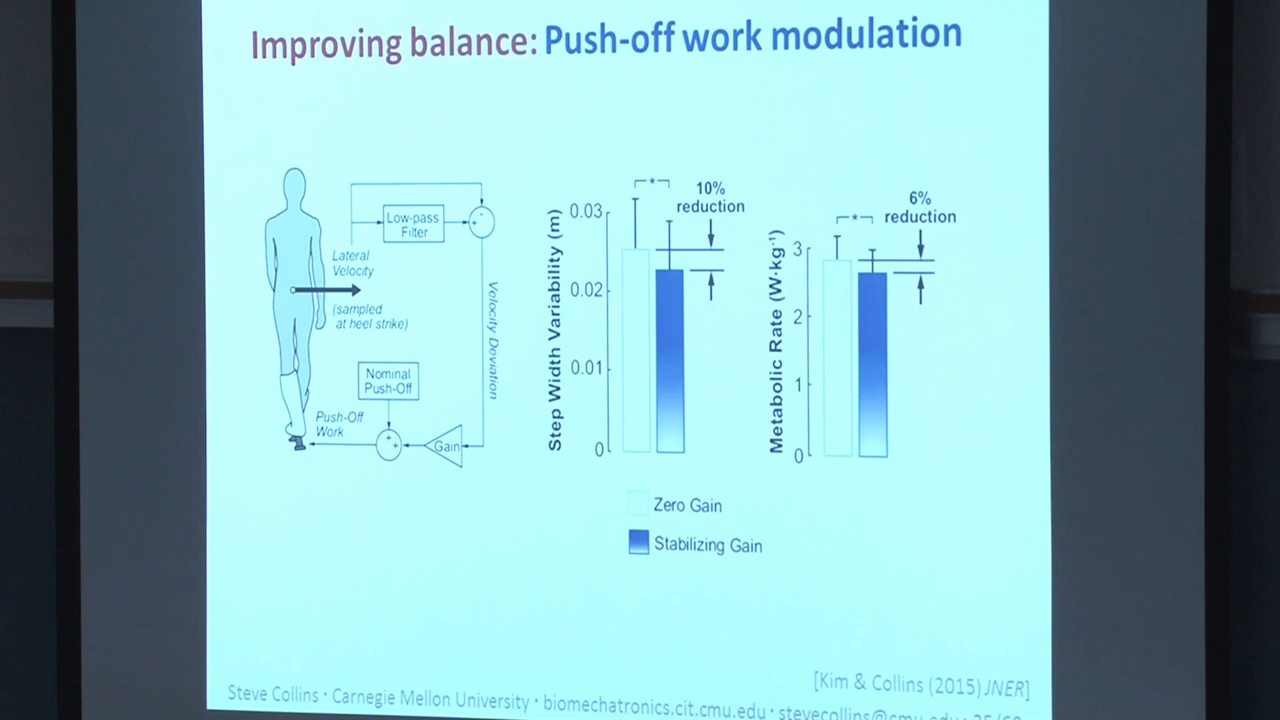 Improving balance: Push-off work modulation
Low-pass
Filter
Lateral
Velocity
(sampled
at heel strike)
Velocity Deviation
Nominal
Push-Off
Push-Off
Work
Gain
Step Width Variability (m)
0.03
0.02
0.01
0
*
10%
reduction
Metabolic Rate (W·kg⁻¹)
3
2
1
0
*
6%
reduction
Zero Gain
Stabilizing Gain
[Kim & Collins (2015) JNER]
Steve Collins · Carnegie Mellon University · biomechatronics.cit.cmu.edu · stevecollins@cmu.edu